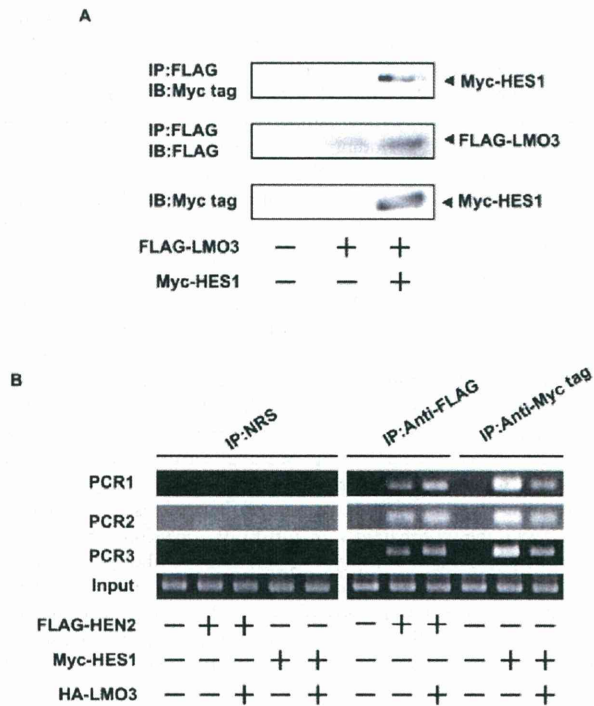 A
IP:FLAG
IB:Myc tag
Myc-HES1
IP:FLAG
IB:FLAG
FLAG-LMO3
IB:Myc tag
Myc-HES1
FLAG-LMO3 − + +
Myc-HES1 − − +
B
IP:NRS
IP:Anti-FLAG
IP:Anti-Myc tag
PCR1
PCR2
PCR3
Input
FLAG-HEN2 − + + − − − + + − − −
Myc-HES1 − − − + + − − − − + +
HA-LMO3 − − + − + − − + − − +